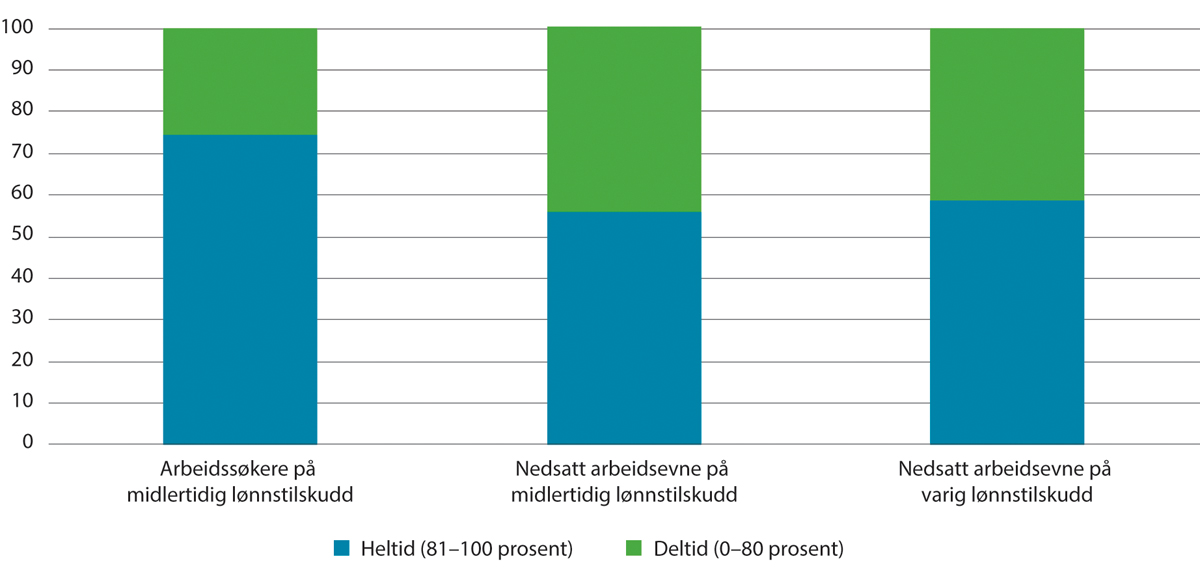 100
90
80
70
60
50
40
30
20
10
0
Arbeidssøkere på
midlertidig lønnstilskudd
Nedsatt arbeidsevne på
midlertidig lønnstilskudd
Nedsatt arbeidsevne på
varig lønnstilskudd
Heltid (81–100 prosent)
Deltid (0–80 prosent)